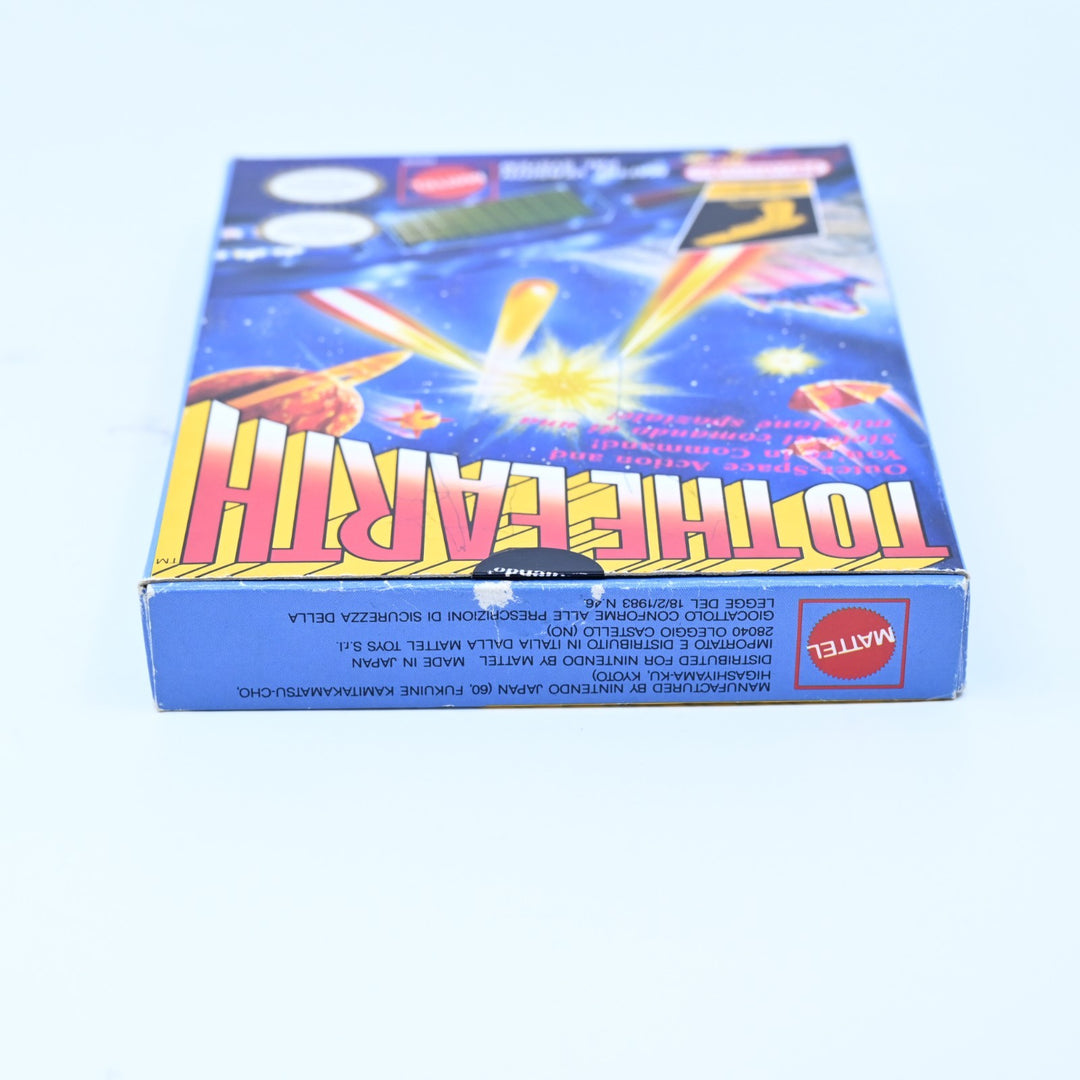 TO THE EARTH
TM
Outer Space Action and
You're in Command!
Siete al comando di una
missione spaziale!
MATTEL
MANUFACTURED BY NINTENDO JAPAN (60, FUKUINE KAMITAKAMATSU-CHO,
HIGASHIYAMA-KU, KYOTO)
DISTRIBUTED FOR NINTENDO BY MATTEL MADE IN JAPAN
IMPORTATO E DISTRIBUITO IN ITALIA DALLA MATTEL TOYS S.r.l.
28040 OLEGGIO CASTELLO (NO)
GIOCATTOLO CONFORME ALLE PRESCRIZIONI DI SICUREZZA DELLA
LEGGE DEL 18/2/1983 N.46.